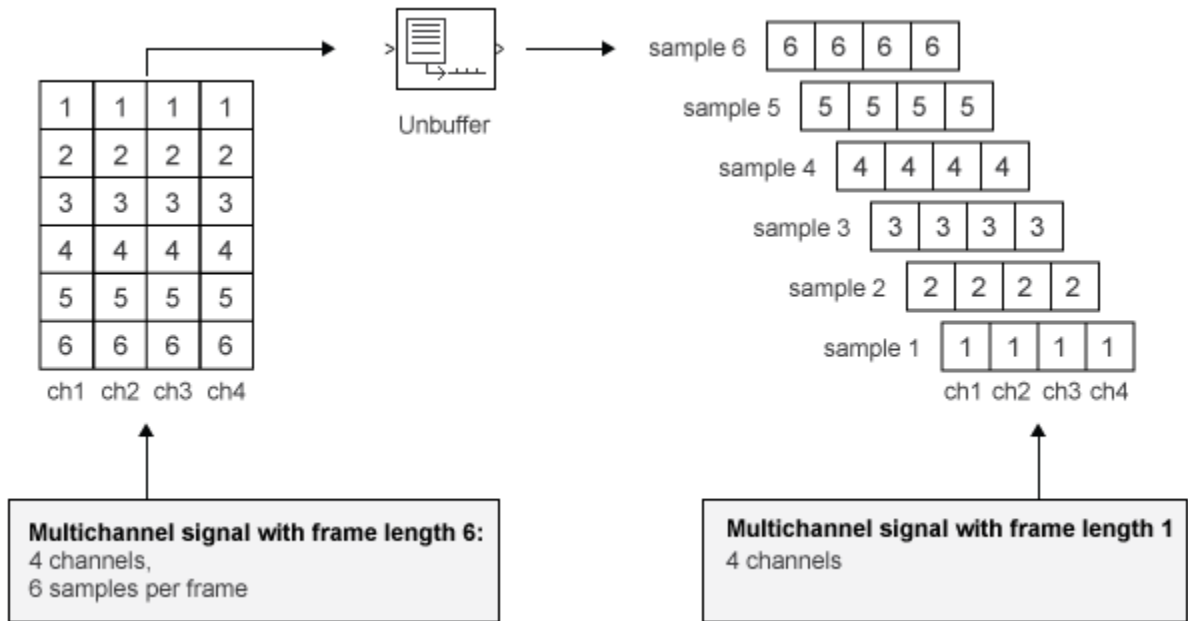 1 1 1 1
2 2 2 2
3 3 3 3
4 4 4 4
5 5 5 5
6 6 6 6
ch1 ch2 ch3 ch4
Unbuffer
sample 6 6 6 6 6
sample 5 5 5 5 5
sample 4 4 4 4 4
sample 3 3 3 3 3
sample 2 2 2 2 2
sample 1 1 1 1 1
ch1 ch2 ch3 ch4
Multichannel signal with frame length 6:
4 channels,
6 samples per frame
Multichannel signal with frame length 1
4 channels